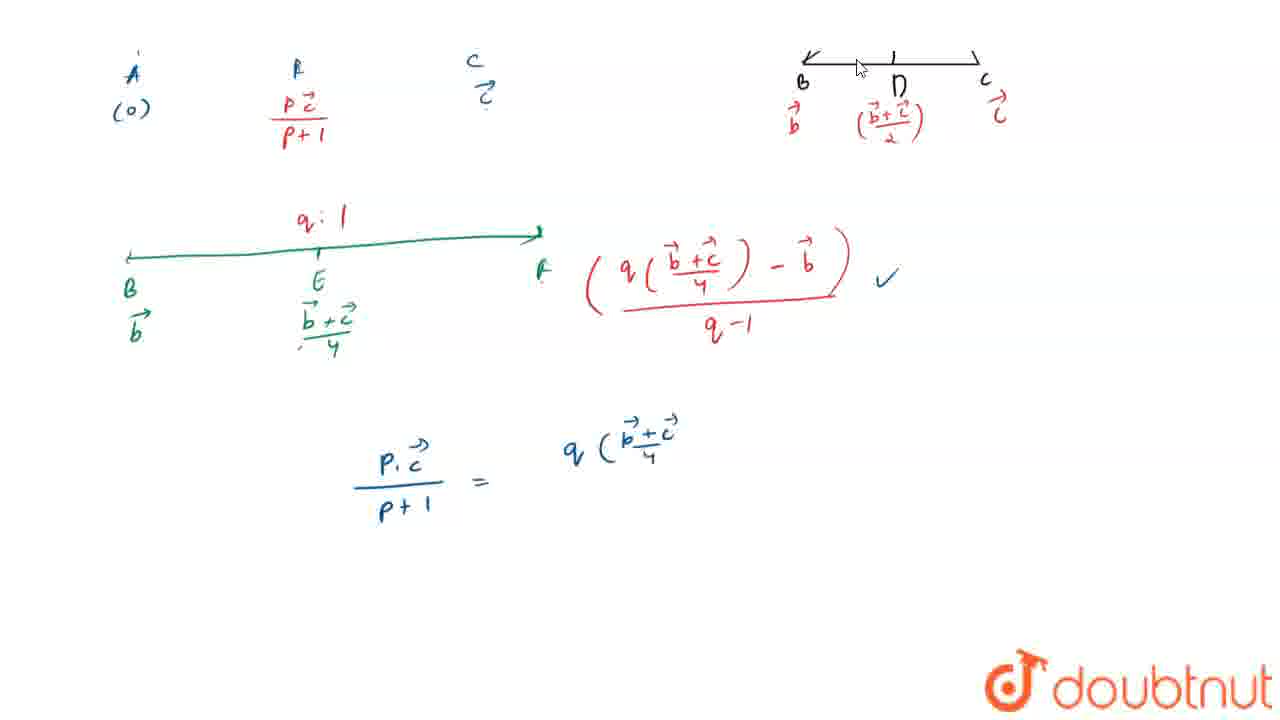 A R C
(0) p c⃗ / p+1 c⃗
B D C
b⃗ (b⃗ + c⃗ / 2) c⃗
q : 1
B E R
b⃗ b⃗ + c⃗ / 4
( q ( b⃗ + c⃗ / 4 ) - b⃗ ) / q - 1 ✓
p. c⃗ / p + 1 = q ( b⃗ + c⃗ / 4
doubtnut